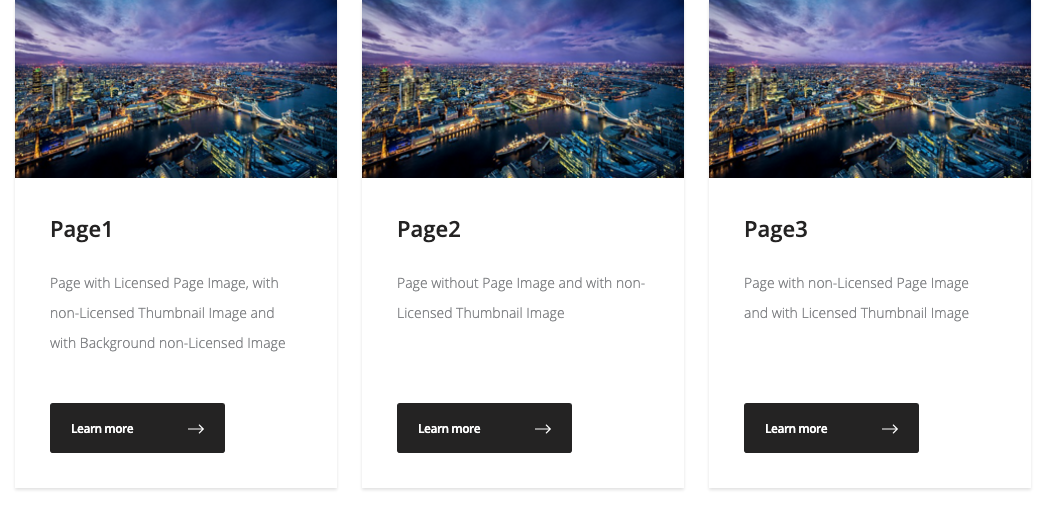 Page1
Page with Licensed Page Image, with
non-Licensed Thumbnail Image and
with Background non-Licensed Image
Learn more
Page2
Page without Page Image and with non-
Licensed Thumbnail Image
Learn more
Page3
Page with non-Licensed Page Image
and with Licensed Thumbnail Image
Learn more